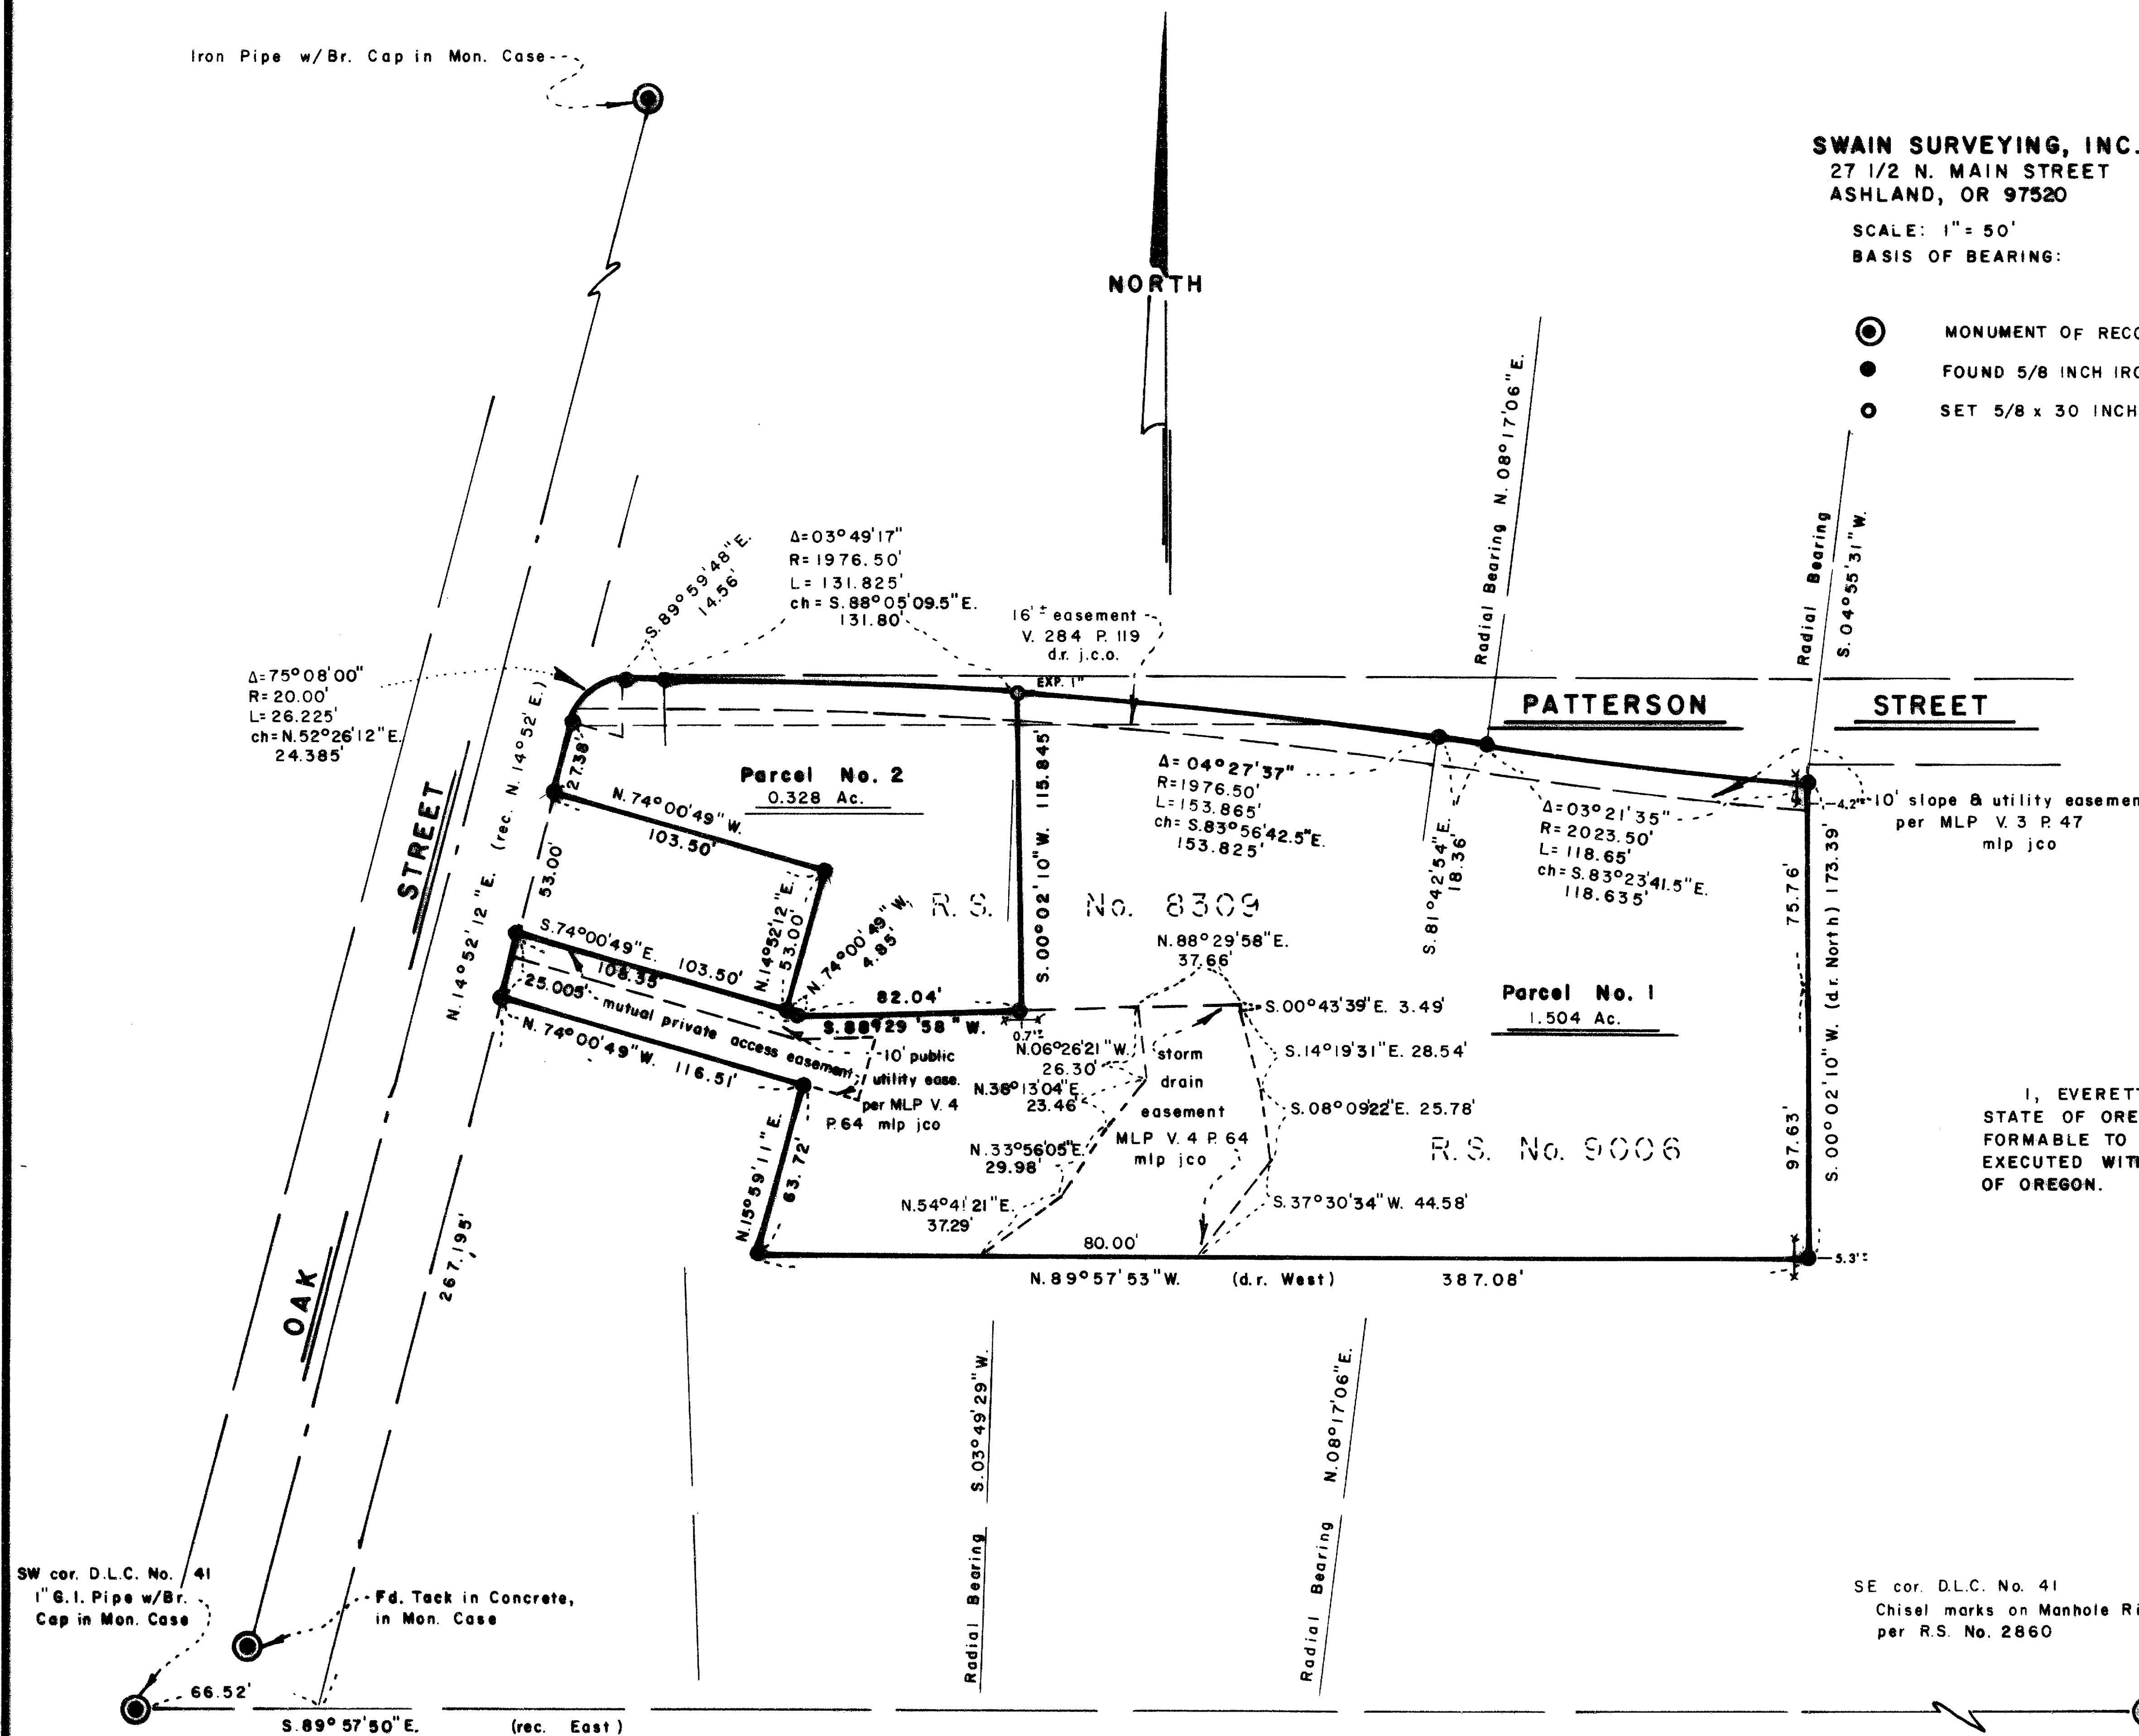 Iron Pipe w/Br. Cap in Mon. Case
NORTH
SWAIN SURVEYING, INC.
27 1/2 N. MAIN STREET
ASHLAND, OR 97520
SCALE: 1"= 50'
BASIS OF BEARING:
MONUMENT OF RECO
FOUND 5/8 INCH IRO
SET 5/8 x 30 INCH
Radial Bearing N. 08°17'06" E.
Radial Bearing
S. 04°55'31" W.
S. 89°59'48" E.
14.56'
Δ=03°49'17"
R=1976.50'
L=131.825'
ch= S.88°05'09.5"E.
131.80'
16'± easement
V. 284 P. 119
d.r. j.c.o.
EXP. 1"
Δ=75°08'00"
R=20.00'
L=26.225'
ch=N.52°26'12"E.
24.385'
PATTERSON STREET
STREET
N. 14°52'12"E. (rec. N. 14°52' E.)
27.38'
Parcel No. 2
0.328 Ac.
N. 74°00'49" W.
103.50'
53.00'
S. 00°02'10" W. 115.845'
Δ= 04°27'37"
R=1976.50'
L=153.865'
ch= S.83°56'42.5"E.
153.825'
S. 81°42'54" E.
18.36'
Δ=03°21'35"
R=2023.50'
L=118.65'
ch=S.83°23'41.5"E.
118.635'
4.2'±
10' slope & utility easemen
per MLP V. 3 P. 47
mlp jco
75.76'
S. 00°02'10" W. (d.r. North) 173.39'
97.63'
N. 14°52'12" E.
53.00'
N. 74°00'49" W.
4.85'
R. S. No. 8309
S. 74°00'49" E. 103.50'
108.35'
25.005'
mutual private access easement
N. 74°00'49" W. 116.51'
82.04'
S. 88°29'58" W.
0.7'±
N. 88°29'58"E.
37.66'
S.00°43'39"E. 3.49'
Parcel No. 1
1.504 Ac.
10' public
utility ease.
per MLP V. 4
P. 64 mlp jco
N.06°26'21"W.
26.30'
N.38°13'04"E.
23.46'
storm
drain
easement
MLP V. 4 P. 64
mlp jco
S.14°19'31"E. 28.54'
S.08°09'22"E. 25.78'
R.S. No. 9006
N. 15°59'11" E.
63.72'
N.33°56'05"E.
29.98'
N.54°41'21"E.
37.29'
S.37°30'34"W. 44.58'
80.00'
N. 89°57'53"W. (d.r. West) 387.08'
5.3'±
I, EVERETT
STATE OF ORE
FORMABLE TO
EXECUTED WITH
OF OREGON.
OAK
267.195'
Radial Bearing S. 03°49'29" W.
Radial Bearing N. 08°17'06" E.
SW cor. D.L.C. No. 41
1" G.I. Pipe w/Br.
Cap in Mon. Case
Fd. Tack in Concrete,
in Mon. Case
66.52'
S. 89°57'50" E. (rec. East)
SE cor. D.L.C. No. 41
Chisel marks on Manhole Ri
per R.S. No. 2860